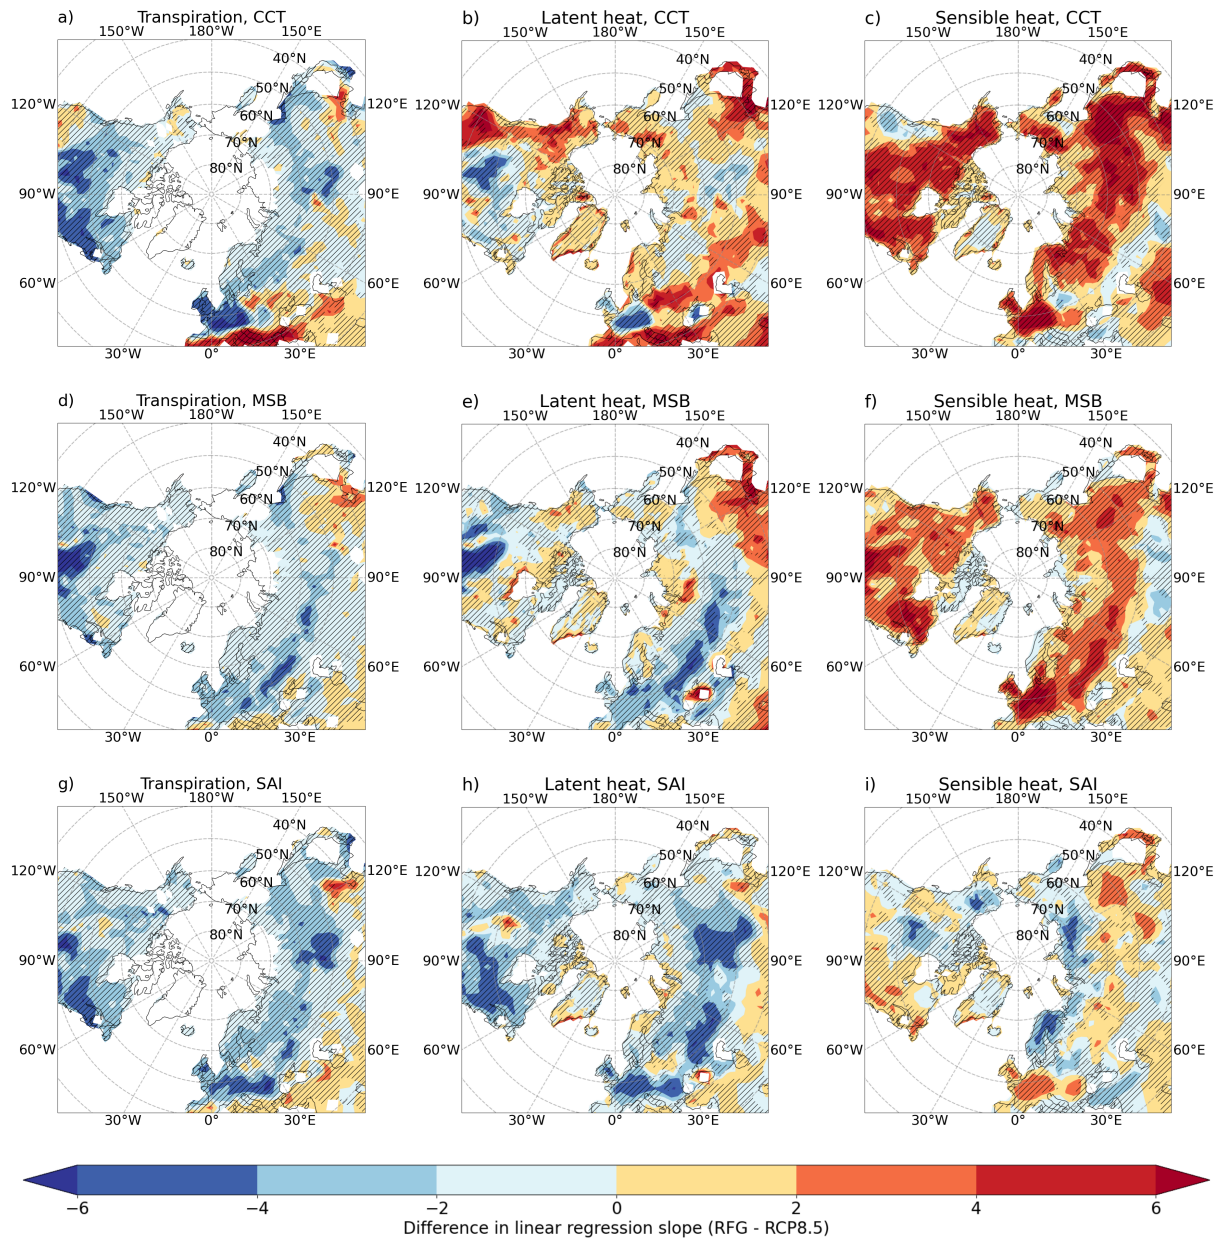 a) Transpiration, CCT
b) Latent heat, CCT
c) Sensible heat, CCT
150°W 180°W 150°E
150°W 180°W 150°E
150°W 180°W 150°E
40°N 40°N 40°N
50°N 50°N 50°N
120°W 60°N 120°E 120°W 60°N 120°E 120°W 60°N 120°E
70°N 70°N 70°N
80°N 80°N 80°N
90°W 90°E 90°W 90°E 90°W 90°E
60°W 60°E 60°W 60°E 60°W 60°E
30°W 0° 30°E
30°W 0° 30°E
30°W 0° 30°E
d) Transpiration, MSB
e) Latent heat, MSB
f) Sensible heat, MSB
150°W 180°W 150°E
150°W 180°W 150°E
150°W 180°W 150°E
40°N 40°N 40°N
50°N 50°N 50°N
120°W 60°N 120°E 120°W 60°N 120°E 120°W 60°N 120°E
70°N 70°N 70°N
80°N 80°N 80°N
90°W 90°E 90°W 90°E 90°W 90°E
60°W 60°E 60°W 60°E 60°W 60°E
30°W 0° 30°E
30°W 0° 30°E
30°W 0° 30°E
g) Transpiration, SAI
h) Latent heat, SAI
i) Sensible heat, SAI
150°W 180°W 150°E
150°W 180°W 150°E
150°W 180°W 150°E
40°N 40°N 40°N
50°N 50°N 50°N
120°W 60°N 120°E 120°W 60°N 120°E 120°W 60°N 120°E
70°N 70°N 70°N
80°N 80°N 80°N
90°W 90°E 90°W 90°E 90°W 90°E
60°W 60°E 60°W 60°E 60°W 60°E
30°W 0° 30°E
30°W 0° 30°E
30°W 0° 30°E
−6 −4 −2 0 2 4 6
Difference in linear regression slope (RFG - RCP8.5)